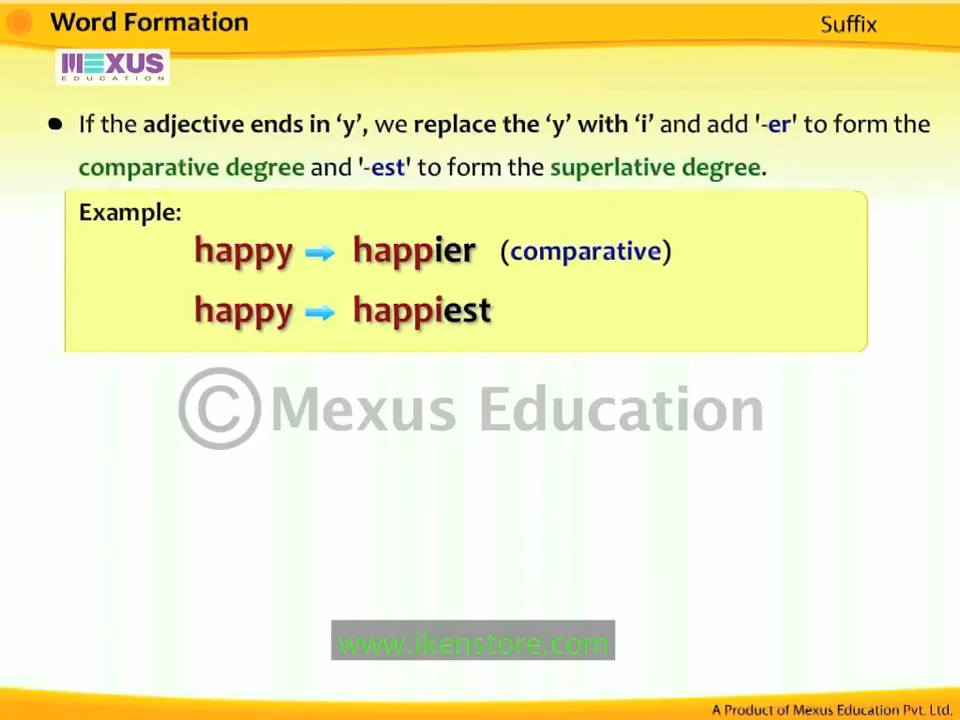 Word Formation
Suffix
MEXUS
EDUCATION
• If the adjective ends in ‘y’, we replace the ‘y’ with ‘i’ and add '-er' to form the
comparative degree and '-est' to form the superlative degree.
Example:
happy ➡ happier (comparative)
happy ➡ happiest
© Mexus Education
www.ikenstore.com
A Product of Mexus Education Pvt. Ltd.